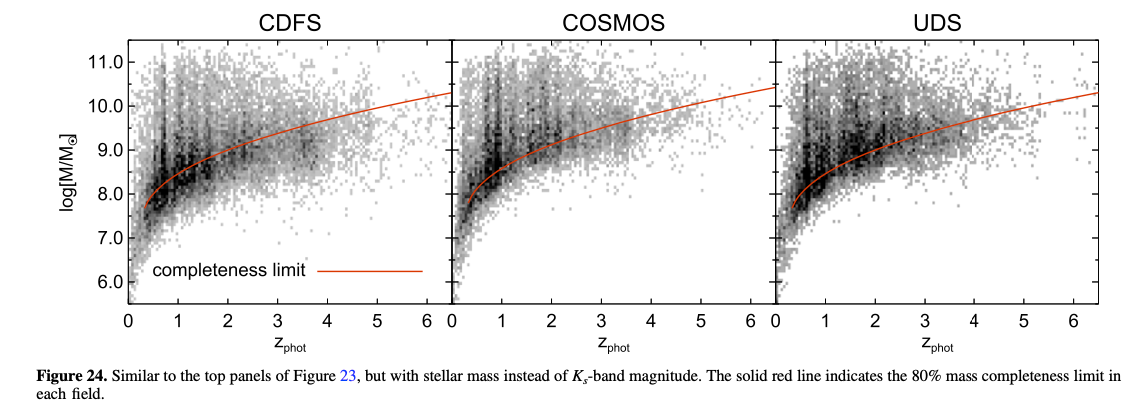 CDFS COSMOS UDS
11.0
10.0
9.0
8.0
7.0
6.0
log[M/M☉]
completeness limit
0 1 2 3 4 5 6 0 1 2 3 4 5 6 0 1 2 3 4 5 6
z_phot z_phot z_phot
Figure 24. Similar to the top panels of Figure 23, but with stellar mass instead of K_s-band magnitude. The solid red line indicates the 80% mass completeness limit in
each field.